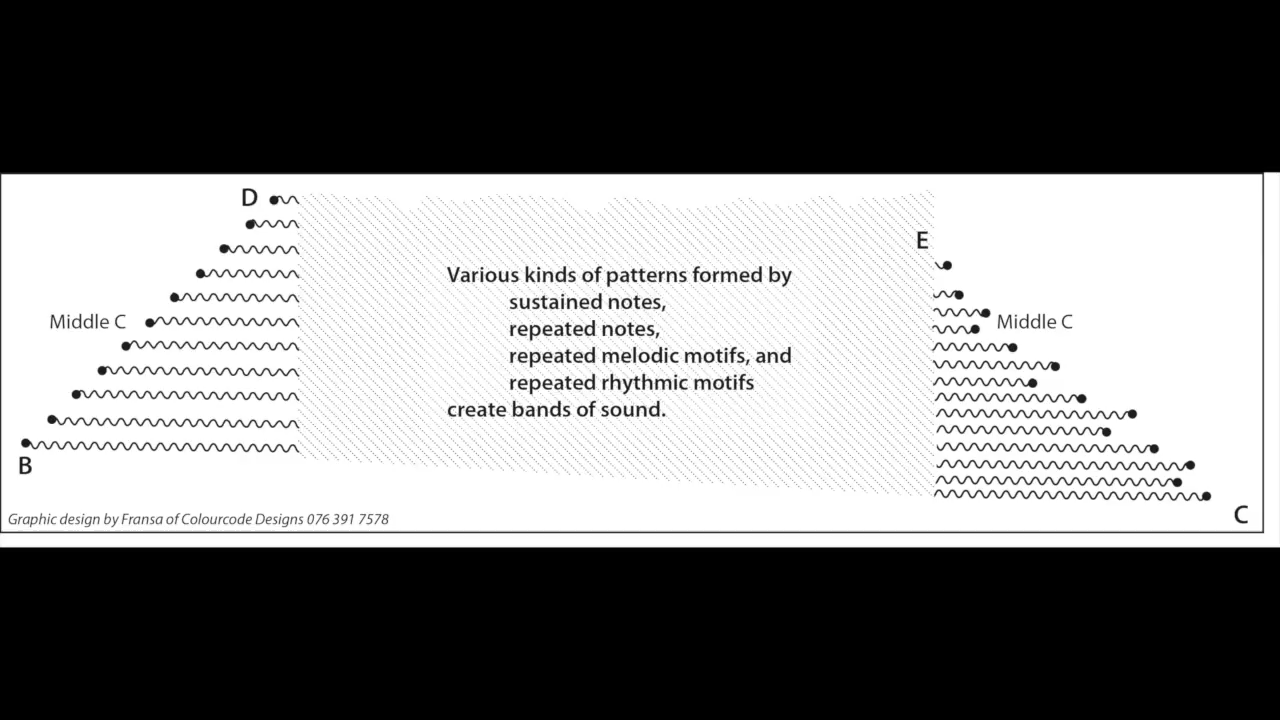 D
E
Various kinds of patterns formed by
sustained notes,
repeated notes,
Middle C
Middle C
repeated melodic motifs, and
repeated rhythmic motifs
create bands of sound.
B
C
Graphic design by Fransa of Colourcode Designs 076 391 7578